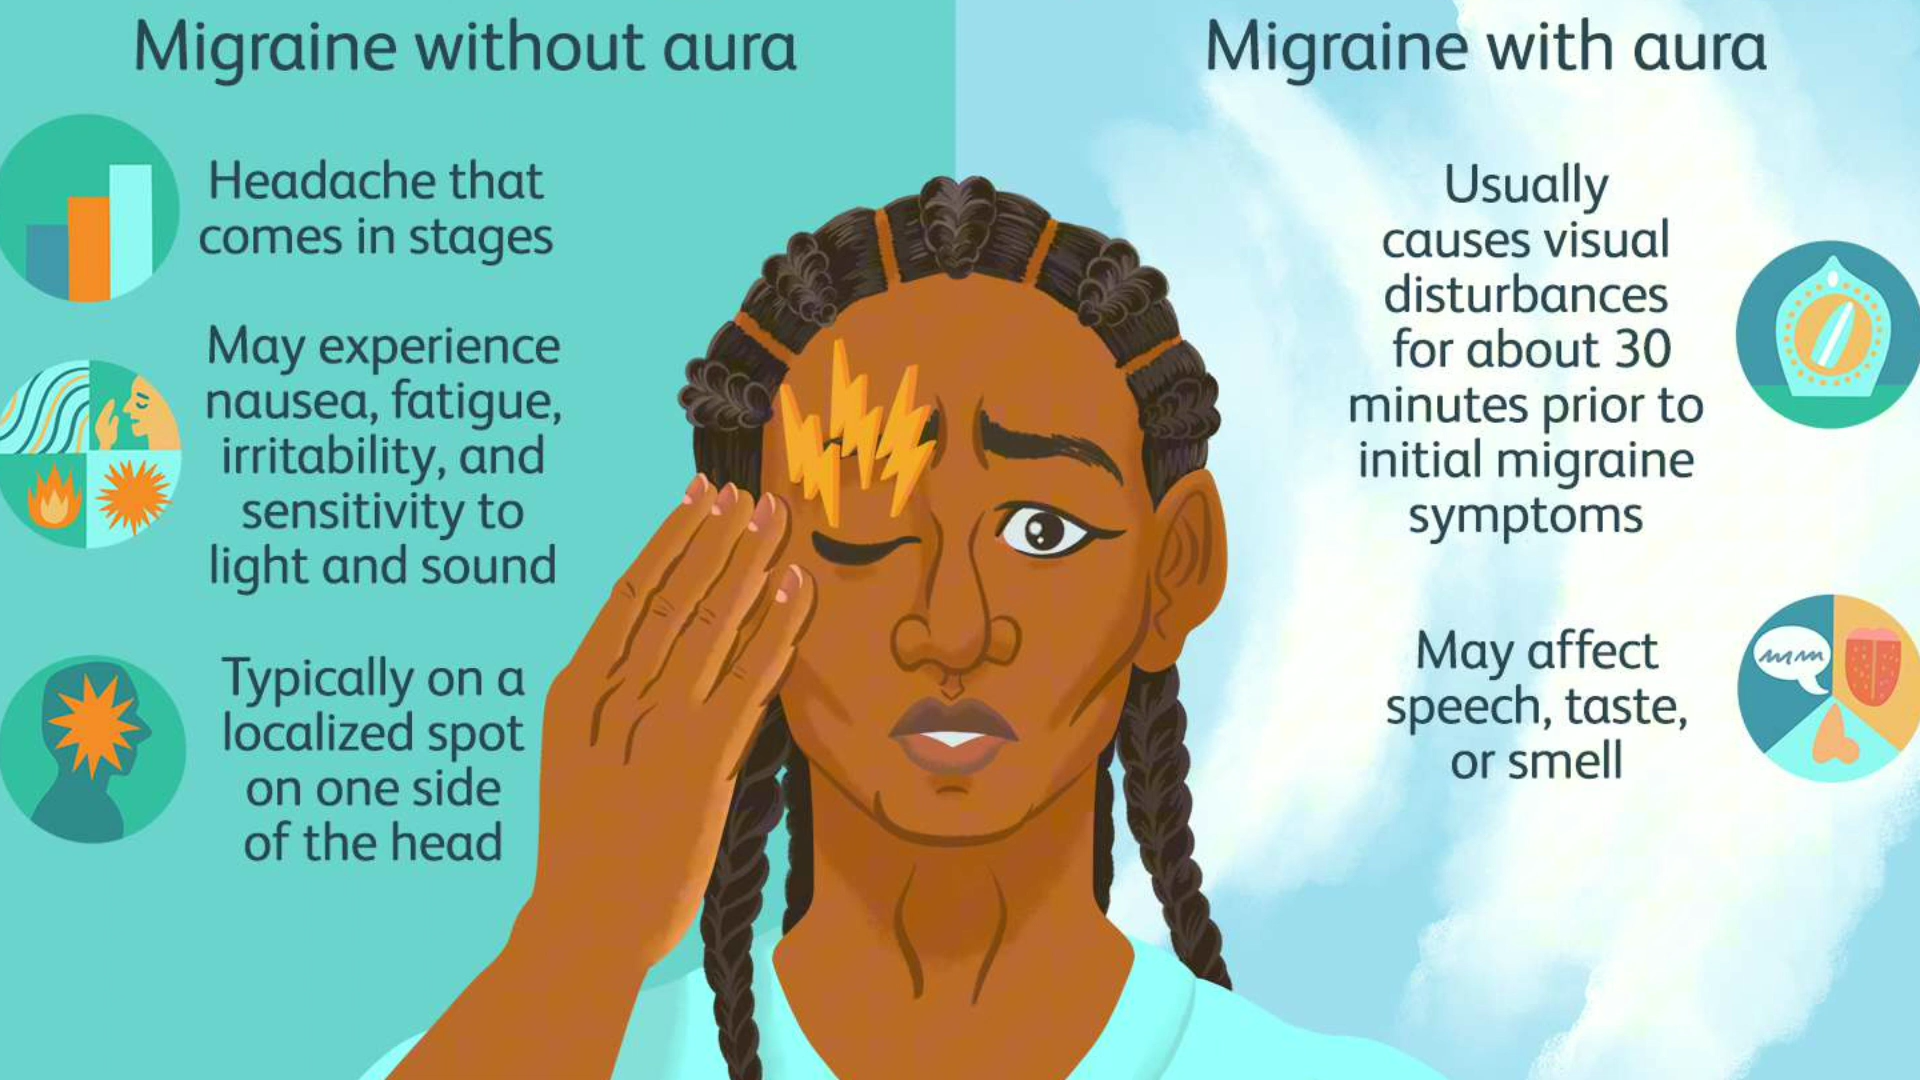 Migraine without aura
Headache that
comes in stages
May experience
nausea, fatigue,
irritability, and
sensitivity to
light and sound
Typically on a
localized spot
on one side
of the head
Migraine with aura
Usually
causes visual
disturbances
for about 30
minutes prior to
initial migraine
symptoms
May affect
speech, taste,
or smell